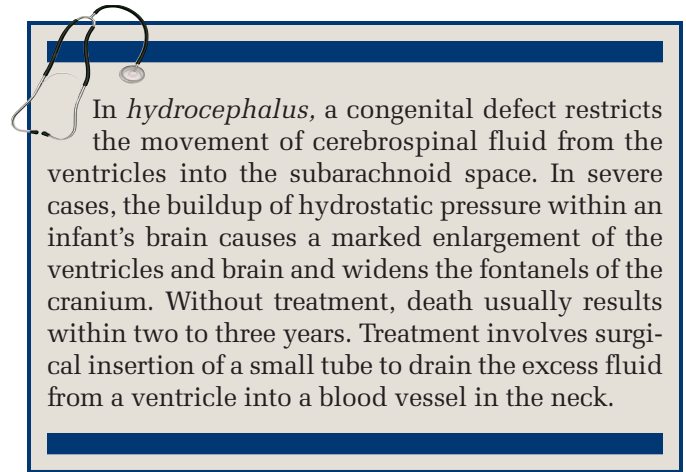 In hydrocephalus, a congenital defect restricts
the movement of cerebrospinal fluid from the
ventricles into the subarachnoid space. In severe
cases, the buildup of hydrostatic pressure within an
infant’s brain causes a marked enlargement of the
ventricles and brain and widens the fontanels of the
cranium. Without treatment, death usually results
within two to three years. Treatment involves surgi-
cal insertion of a small tube to drain the excess fluid
from a ventricle into a blood vessel in the neck.